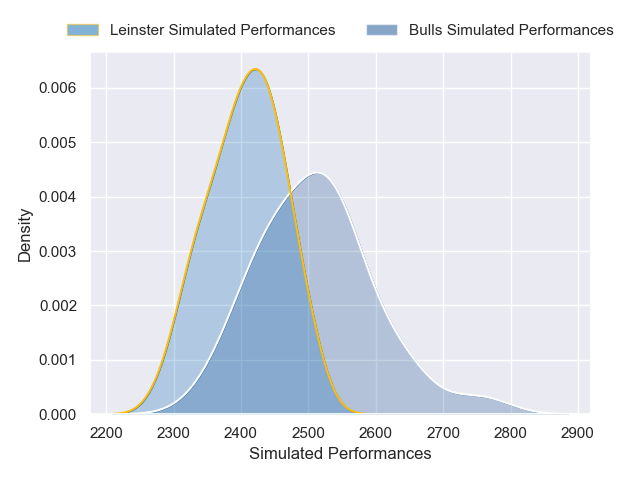 Leinster Simulated Performances Bulls Simulated Performances
0.006
0.005
0.004
0.003
0.002
0.001
0.000
Density
2200 2300 2400 2500 2600 2700 2800 2900
Simulated Performances